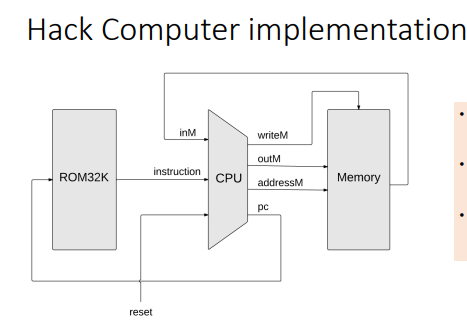 Hack Computer implementation
inM
writeM
outM
ROM32K
instruction
CPU
addressM
Memory
pc
reset